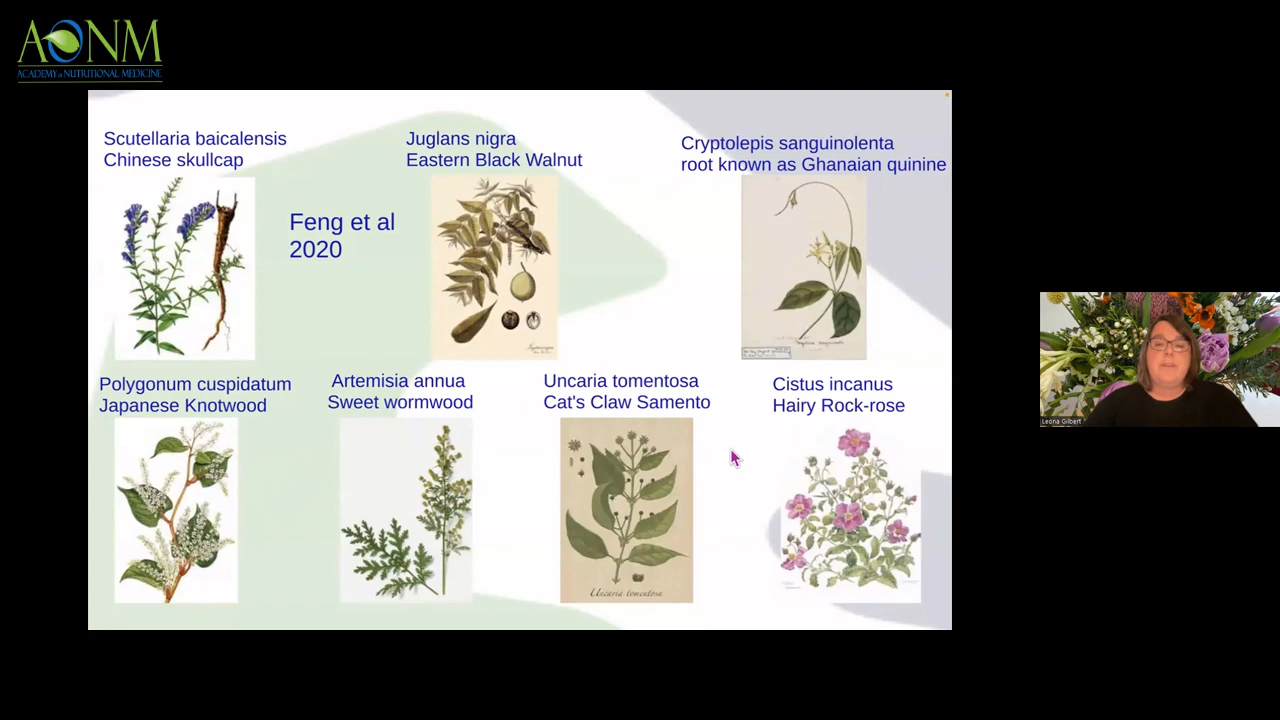 AONM
ACADEMY of NUTRITIONAL MEDICINE
Scutellaria baicalensis
Chinese skullcap
Juglans nigra
Eastern Black Walnut
Cryptolepis sanguinolenta
root known as Ghanaian quinine
Feng et al
2020
Polygonum cuspidatum
Japanese Knotwood
Artemisia annua
Sweet wormwood
Uncaria tomentosa
Cat's Claw Samento
Cistus incanus
Hairy Rock-rose
Uncaria tomentosa
Leona Gilbert